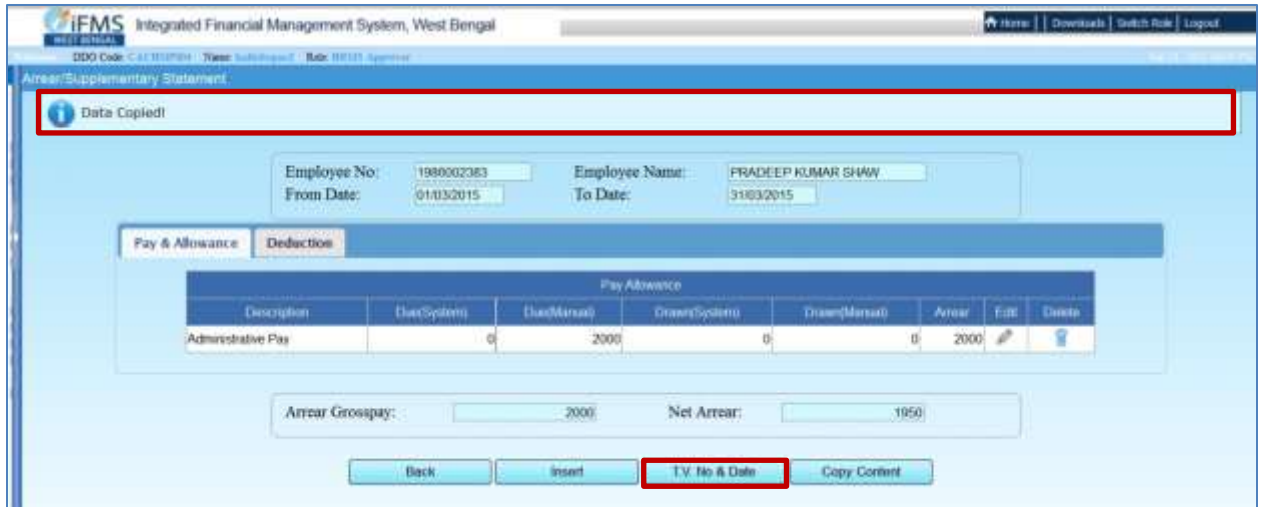 iFMS Integrated Financial Management System, West Bengal
WEST BENGAL
Home | Downloads | Switch Role | Logout
DDO Code Name Role Approver
Arrear/Supplementary Statement
Data Copied!
Employee No: 1980002383 Employee Name: PRADEEP KUMAR SHAW
From Date: 01/03/2015 To Date: 31/03/2015
Pay & Allowance Deduction
Pay Allowance
Description Due(System) Due(Manual) Drawn(System) Drawn(Manual) Arrear Edit Delete
Administrative Pay 0 2000 0 0 2000
Arrear Grosspay: 2000 Net Arrear: 1950
Back Insert T.V. No & Date Copy Content